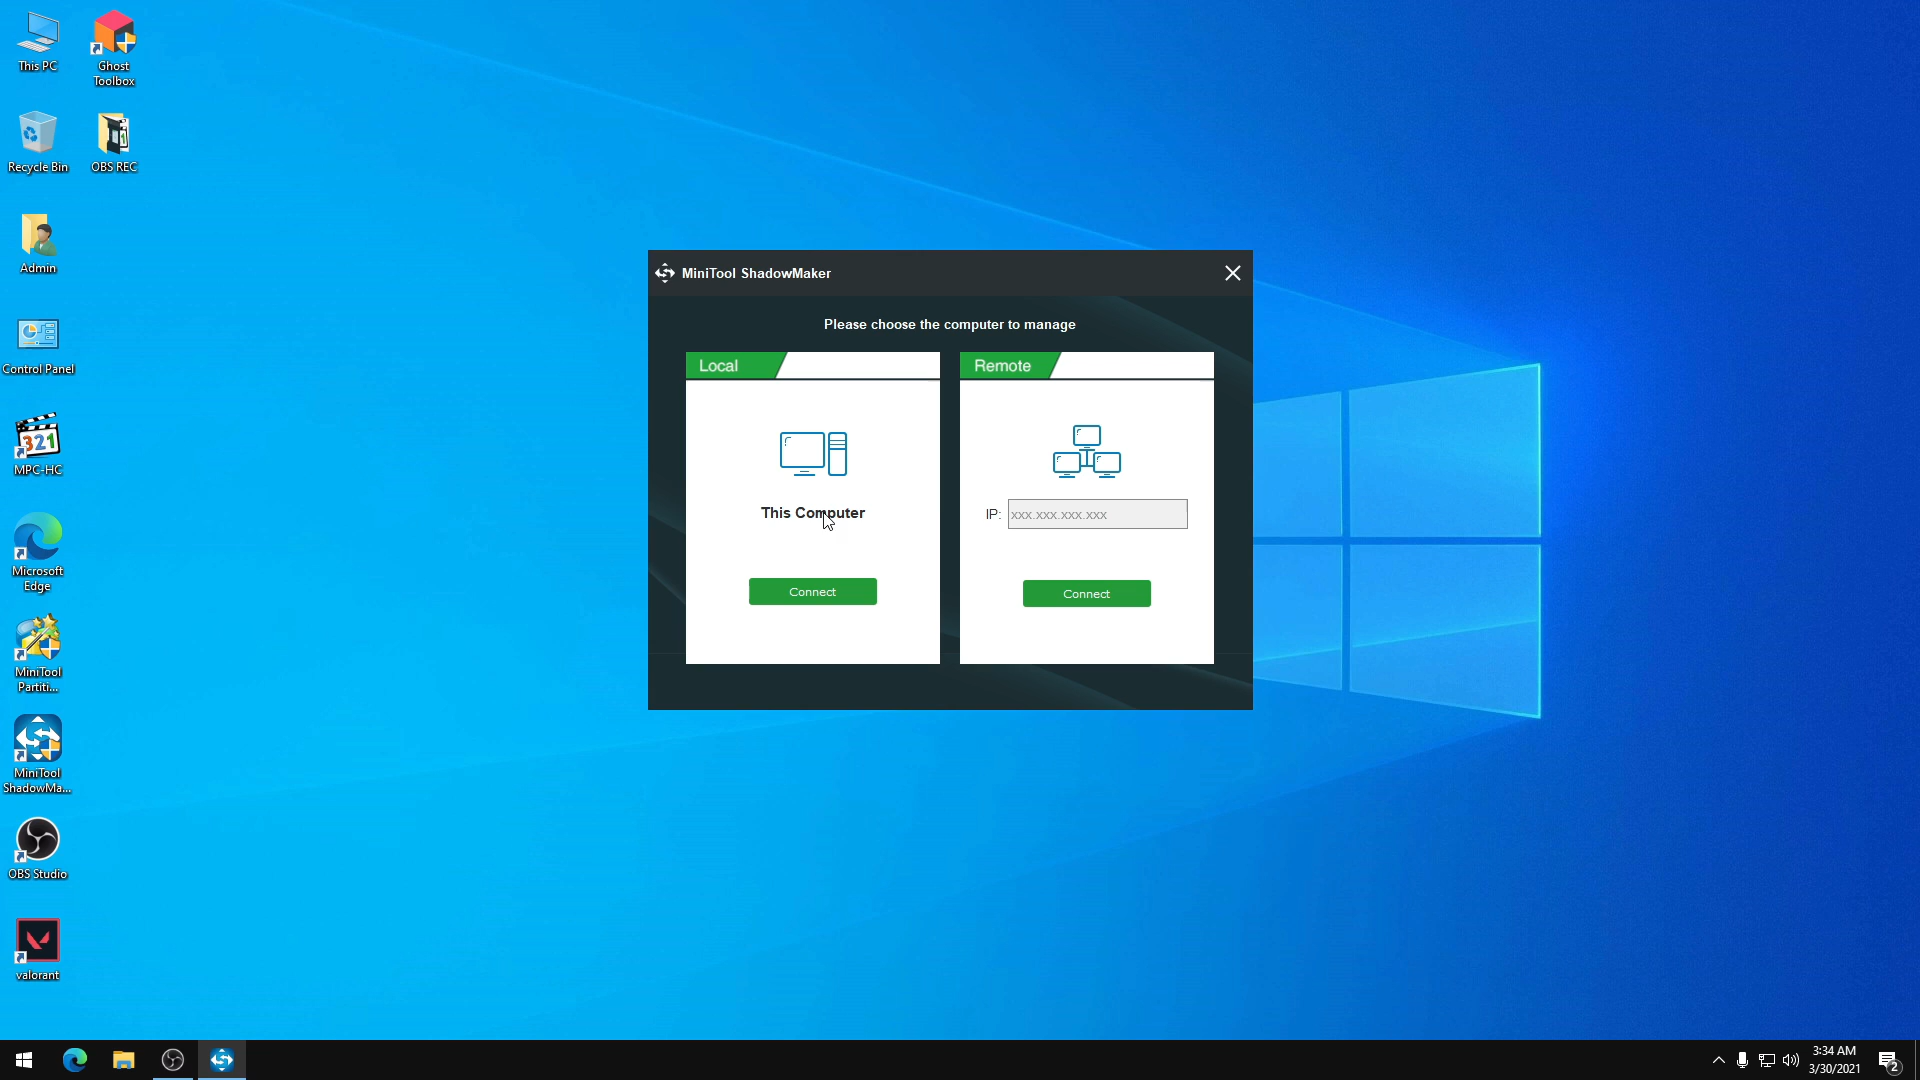 This PC
Ghost
Toolbox
Recycle Bin
OBS REC
Admin
Control Panel
321
MPC-HC
Microsoft
Edge
MiniTool
Partiti...
MiniTool
ShadowMa...
OBS Studio
valorant
MiniTool ShadowMaker
Please choose the computer to manage
Local
This Computer
Connect
Remote
IP: xxx.xxx.xxx.xxx
Connect
3:34 AM
3/30/2021
2